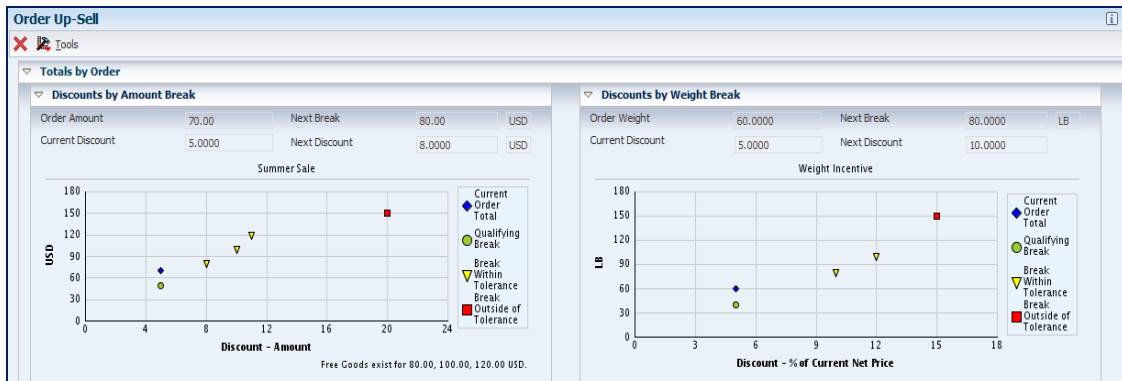 Order Up-Sell
Tools
Totals by Order
Discounts by Amount Break
Order Amount 70.00 Next Break 80.00 USD
Current Discount 5.0000 Next Discount 8.0000 USD
Summer Sale
180
150
120
90
60
30
0
USD
0 4 8 12 16 20 24
Discount - Amount
Current
Order
Total
Qualifying
Break
Break
Within
Tolerance
Break
Outside of
Tolerance
Free Goods exist for 80.00, 100.00, 120.00 USD.
Discounts by Weight Break
Order Weight 60.0000 Next Break 80.0000 LB
Current Discount 5.0000 Next Discount 10.0000
Weight Incentive
180
150
120
90
60
30
0
LB
0 3 6 9 12 15 18
Discount - % of Current Net Price
Current
Order
Total
Qualifying
Break
Break
Within
Tolerance
Break
Outside of
Tolerance